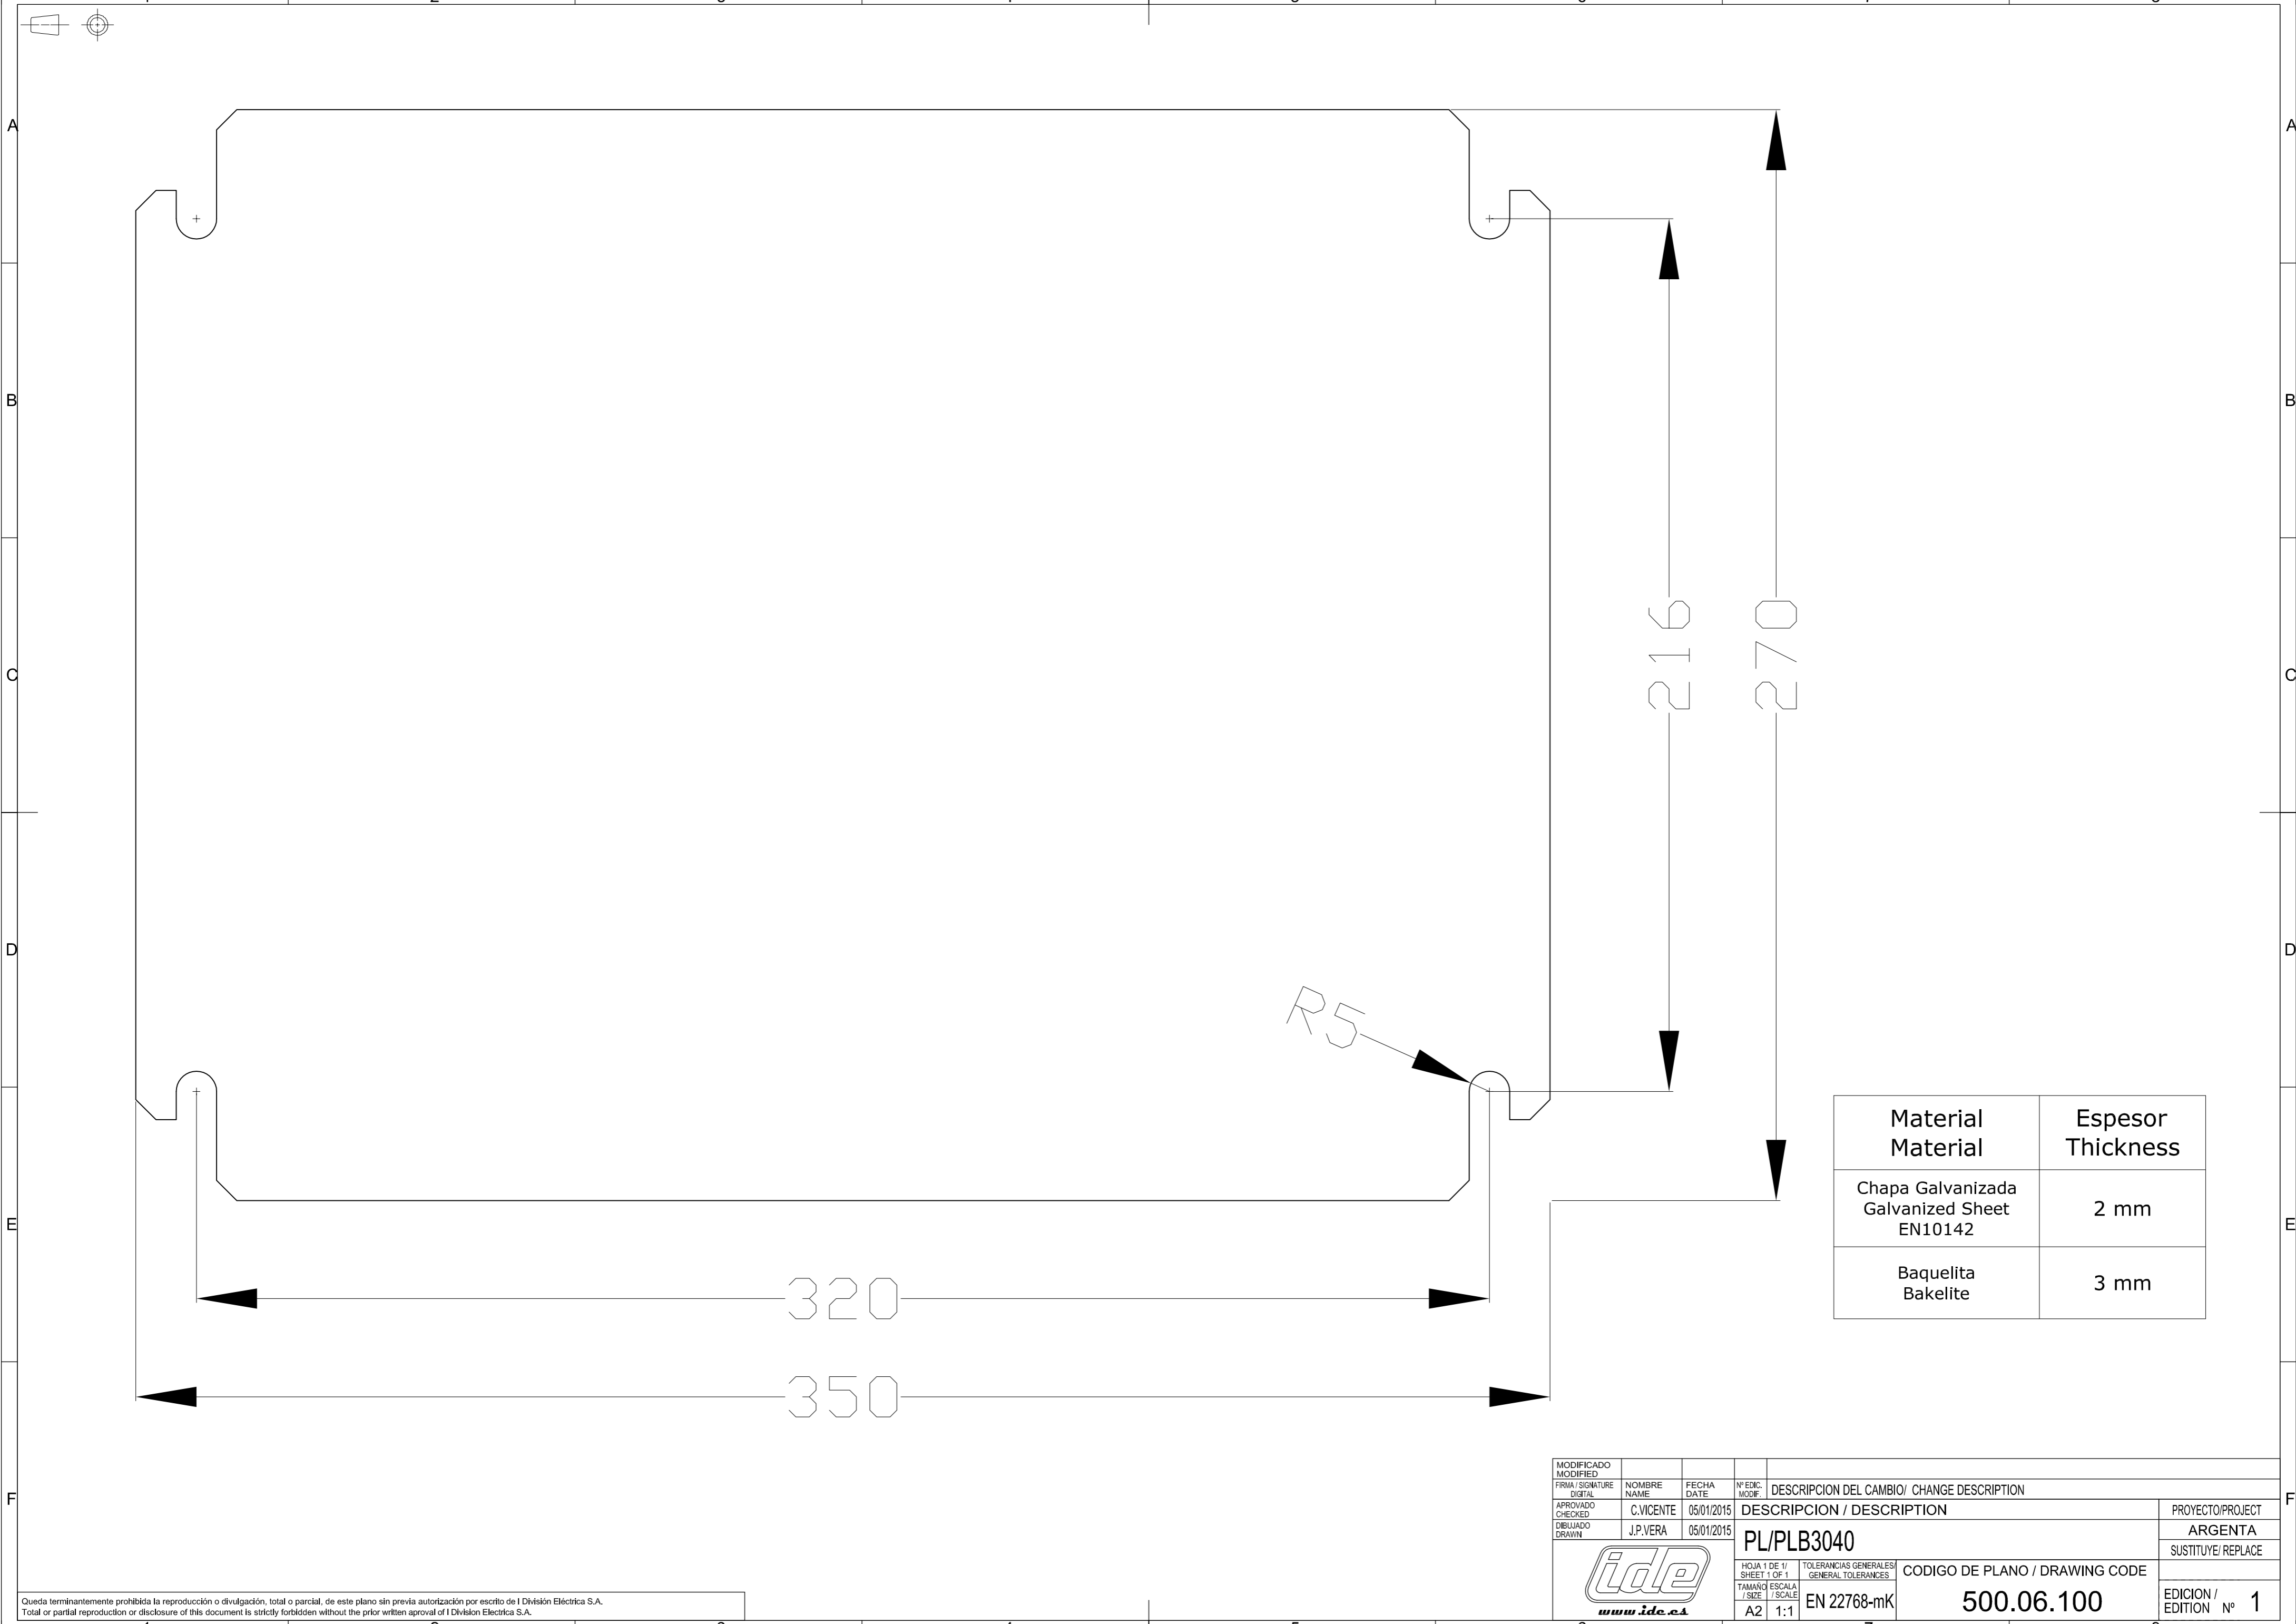 A
A
B
B
C
C
D
D
E
E
F
F
216
270
R5
320
350
Material
Material
Espesor
Thickness
Chapa Galvanizada
Galvanized Sheet
EN10142
2 mm
Baquelita
Bakelite
3 mm
MODIFICADO
MODIFIED
FIRMA / SIGNATURE
DIGITAL
NOMBRE
NAME
FECHA
DATE
Nº EDIC.
MODIF.
DESCRIPCION DEL CAMBIO/ CHANGE DESCRIPTION
APROVADO
CHECKED
C.VICENTE
05/01/2015
DESCRIPCION / DESCRIPTION
PROYECTO/PROJECT
DIBUJADO
DRAWN
J.P.VERA
05/01/2015
PL/PLB3040
ARGENTA
SUSTITUYE/ REPLACE
ide
www.ide.es
HOJA 1 DE 1/
SHEET 1 OF 1
TOLERANCIAS GENERALES/
GENERAL TOLERANCES
CODIGO DE PLANO / DRAWING CODE
TAMAÑO
/ SIZE
ESCALA
/ SCALE
A2
1:1
EN 22768-mK
500.06.100
EDICION /
EDITION Nº 1
Queda terminantemente prohibida la reproducción o divulgación, total o parcial, de este plano sin previa autorización por escrito de I División Eléctrica S.A.
Total or partial reproduction or disclosure of this document is strictly forbidden without the prior written aproval of I Division Electrica S.A.